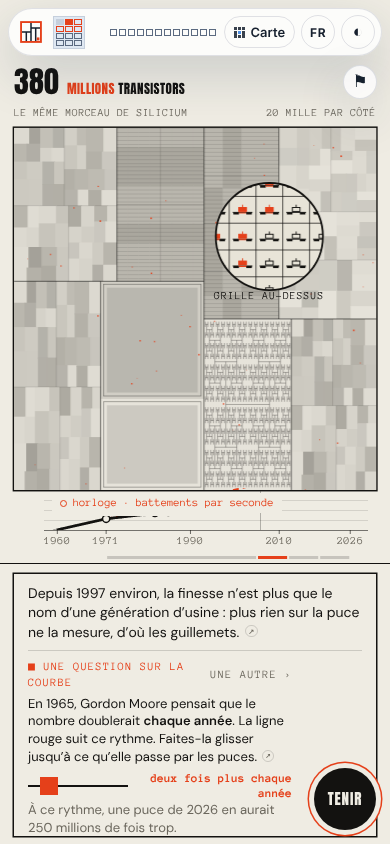 Carte
FR
380 MILLIONS TRANSISTORS
LE MÊME MORCEAU DE SILICIUM
20 MILLE PAR CÔTÉ
GRILLE AU-DESSUS
horloge · battements par seconde
1960 1971 1990 2010 2026
Depuis 1997 environ, la finesse n’est plus que le
nom d’une génération d’usine : plus rien sur la puce
ne la mesure, d’où les guillemets.
UNE QUESTION SUR LA
COURBE
UNE AUTRE ›
En 1965, Gordon Moore pensait que le
nombre doublerait chaque année. La ligne
rouge suit ce rythme. Faites-la glisser
jusqu’à ce qu’elle passe par les puces.
deux fois plus chaque
année
TENIR
À ce rythme, une puce de 2026 en aurait
250 millions de fois trop.